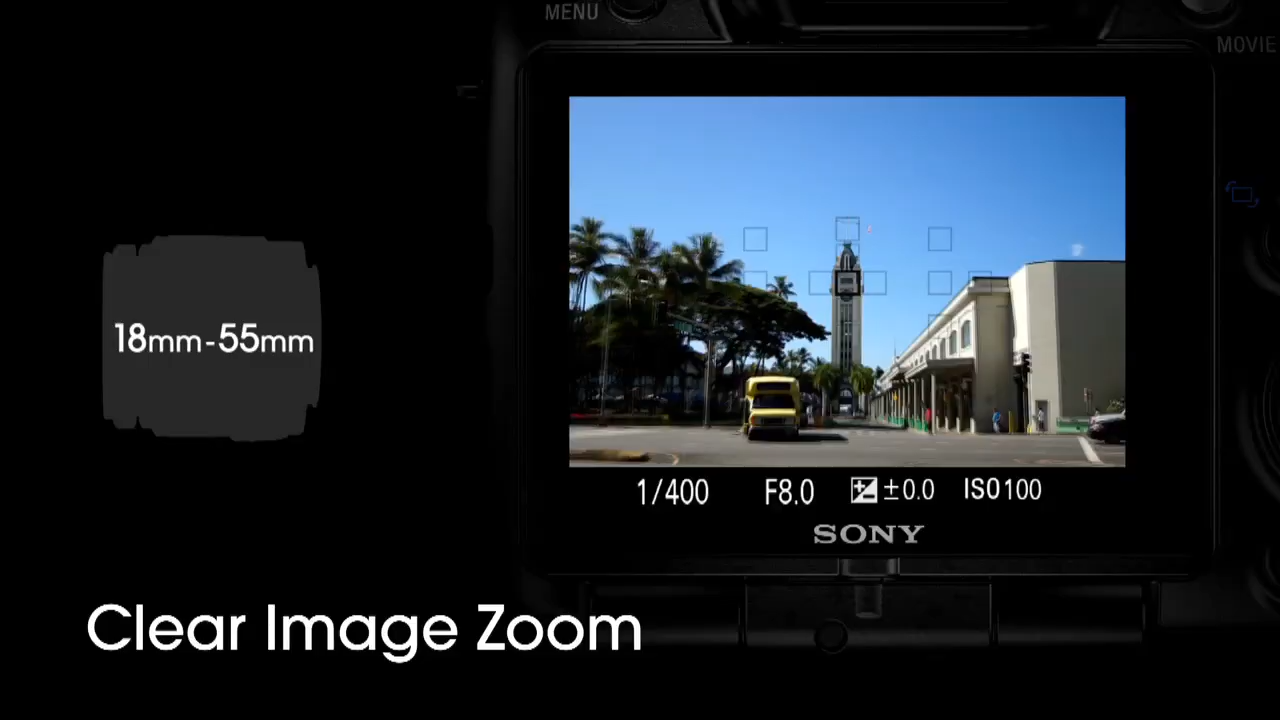 MENU
MOVIE
18mm-55mm
1/400 F8.0 ±0.0 ISO100
SONY
Clear Image Zoom